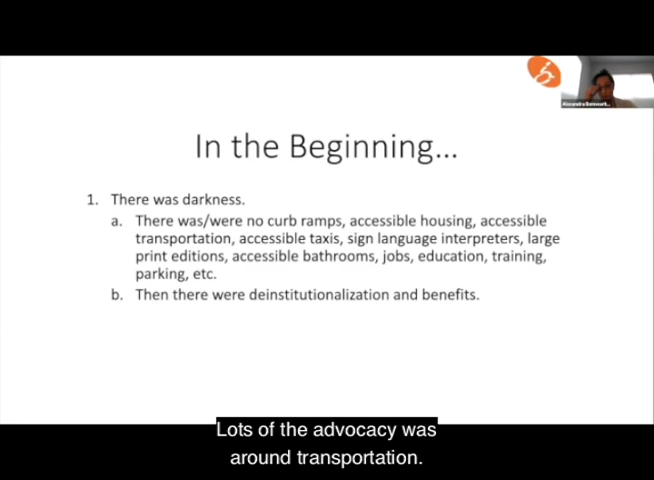 In the Beginning...
1. There was darkness.
a. There was/were no curb ramps, accessible housing, accessible
transportation, accessible taxis, sign language interpreters, large
print editions, accessible bathrooms, jobs, education, training,
parking, etc.
b. Then there were deinstitutionalization and benefits.
Lots of the advocacy was
around transportation.